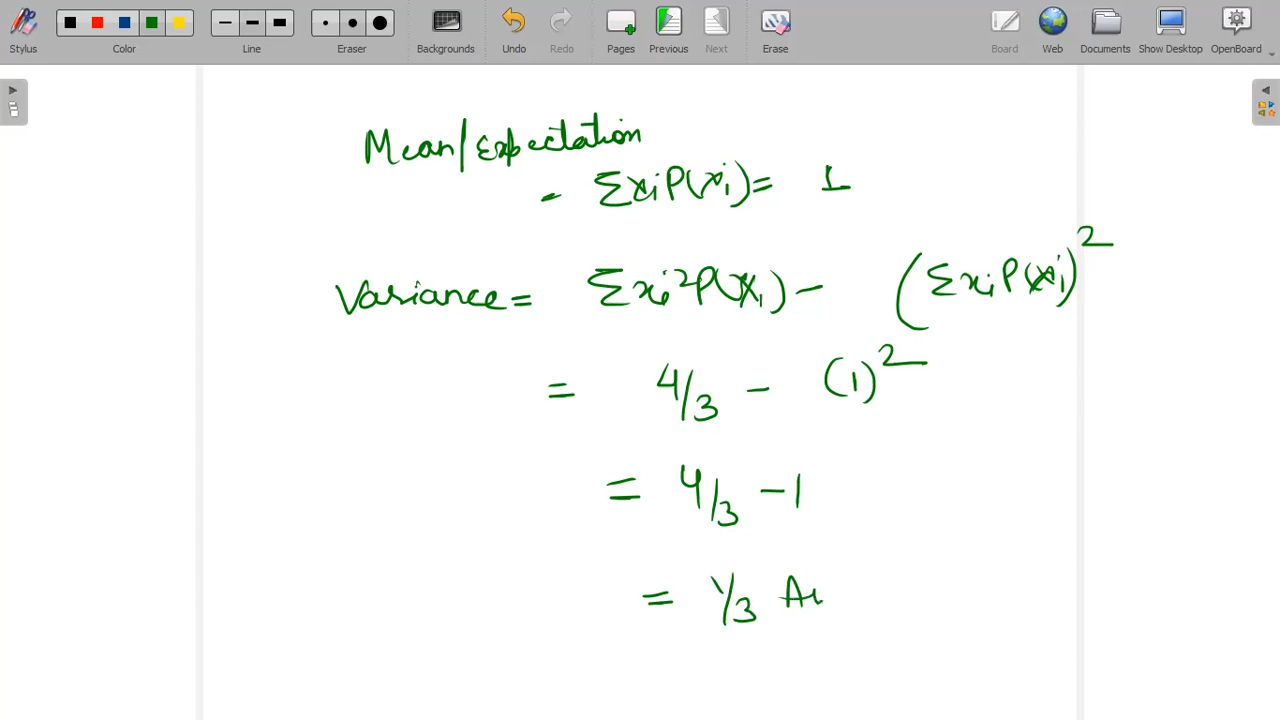 Stylus Color Line Eraser Backgrounds Undo Redo Pages Previous Next Erase Board Web Documents Show Desktop OpenBoard
Mean/Expectation
= Σxi P(xi) = 1
Variance = Σxi²P(Xi) - (Σxi P(xi))²
= 4/3 - (1)²
= 4/3 - 1
= 1/3